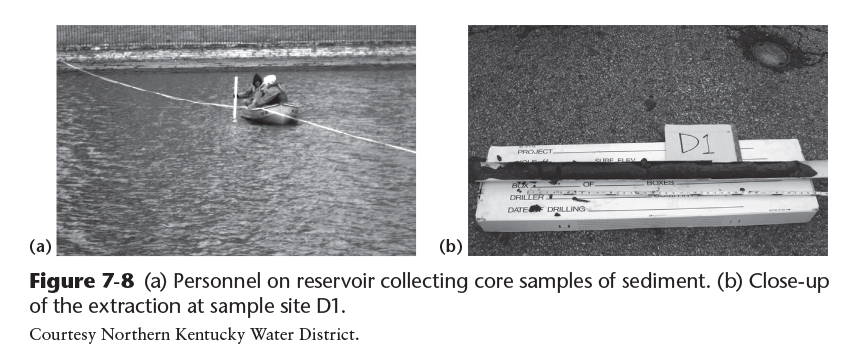 D1
PROJECT
SURF ELEV
BOX OF BOXES
DRILLER
DATE OF DRILLING
(a) (b)
Figure 7-8 (a) Personnel on reservoir collecting core samples of sediment. (b) Close-up
of the extraction at sample site D1.
Courtesy Northern Kentucky Water District.